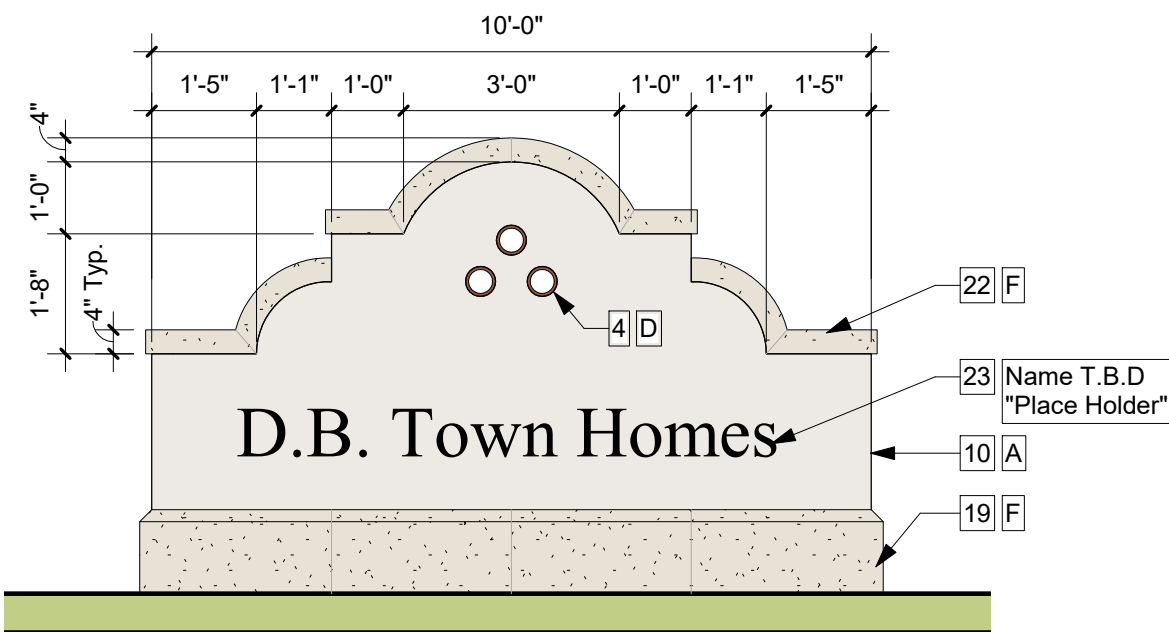 10'-0"
1'-5" 1'-1" 1'-0" 3'-0" 1'-0" 1'-1" 1'-5"
4"
1'-0"
1'-8"
4" Typ.
22 F
4 D
23 Name T.B.D
"Place Holder"
D.B. Town Homes
10 A
19 F